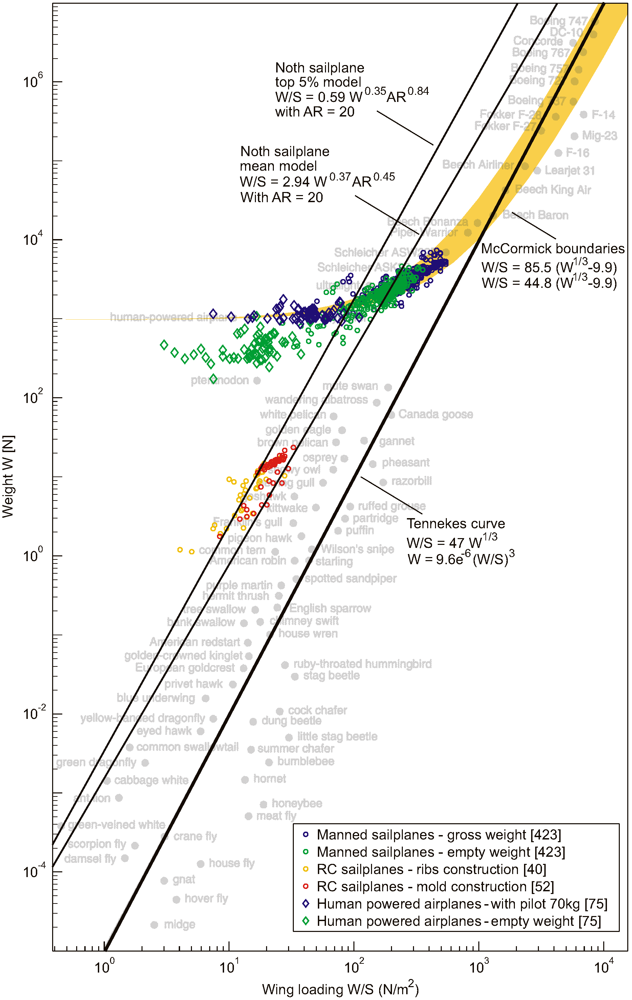 Boeing 747
DC-10
Concorde
Boeing 767
Boeing 757
Boeing 727
Boeing 737
Fokker F-28
F-14
Fokker F-27
Mig-23
F-16
Beech Airliner
Learjet 31
Beech King Air
Beech Baron
Beech Bonanza
Piper Warrior
Schleicher ASW22
Schleicher ASK
ultralight
human-powered airplane
Noth sailplane
top 5% model
W/S = 0.59 W^0.35 AR^0.84
with AR = 20
Noth sailplane
mean model
W/S = 2.94 W^0.37 AR^0.45
With AR = 20
McCormick boundaries
W/S = 85.5 (W^1/3-9.9)
W/S = 44.8 (W^1/3-9.9)
pteranodon
mute swan
wandering albatross
white pelican
Canada goose
golden eagle
brown pelican
gannet
osprey
pheasant
snowy owl
herring gull
razorbill
goshawk
kittwake
ruffed grouse
Franklin's gull
partridge
puffin
pigeon hawk
common tern
Wilson's snipe
American robin
starling
spotted sandpiper
purple martin
hermit thrush
tree swallow
English sparrow
bank swallow
chimney swift
house wren
American redstart
golden-crowned kinglet
European goldcrest
ruby-throated hummingbird
stag beetle
privet hawk
blue underwing
cock chafer
yellow-banded dragonfly
dung beetle
eyed hawk
little stag beetle
common swallowtail
summer chafer
green dragonfly
bumblebee
cabbage white
hornet
ant lion
honeybee
meat fly
green-veined white
crane fly
scorpion fly
damsel fly
house fly
gnat
hover fly
midge
Tennekes curve
W/S = 47 W^1/3
W = 9.6e^-6 (W/S)^3
Manned sailplanes - gross weight [423]
Manned sailplanes - empty weight [423]
RC sailplanes - ribs construction [40]
RC sailplanes - mold construction [52]
Human powered airplanes - with pilot 70kg [75]
Human powered airplanes - empty weight [75]
Weight W [N]
10^6
10^4
10^2
10^0
10^-2
10^-4
10^0
10^1
10^2
10^3
10^4
Wing loading W/S (N/m^2)